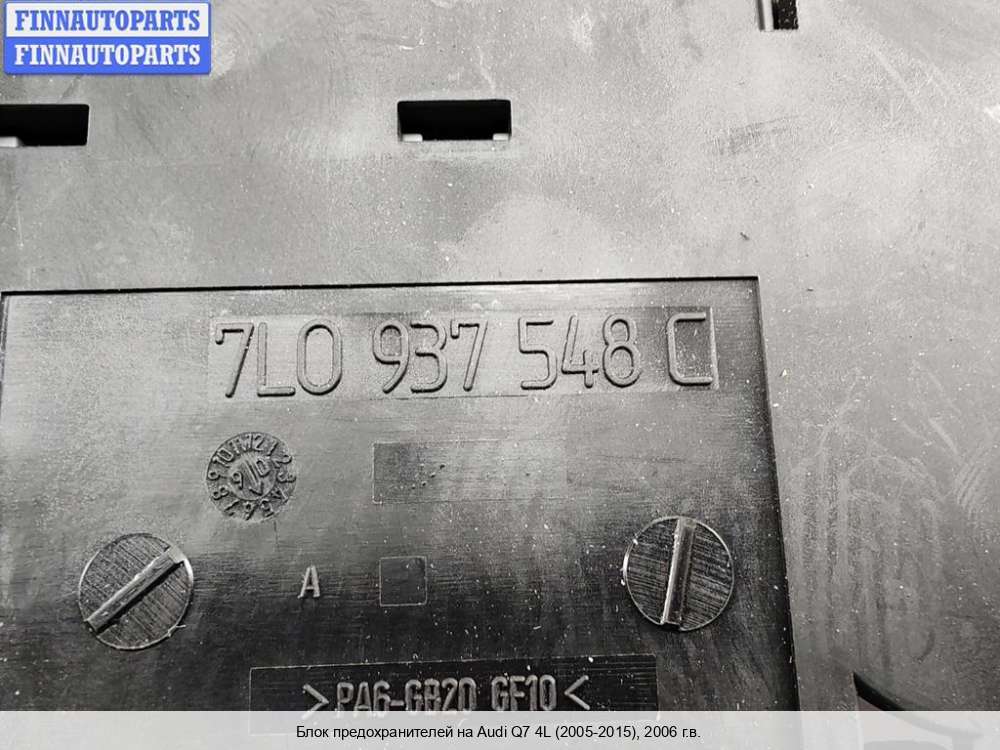 FINNAUTOPARTS
FINNAUTOPARTS
7L0 937 548 C
A
>PA6-GB20 GF10<
Блок предохранителей на Audi Q7 4L (2005-2015), 2006 г.в.